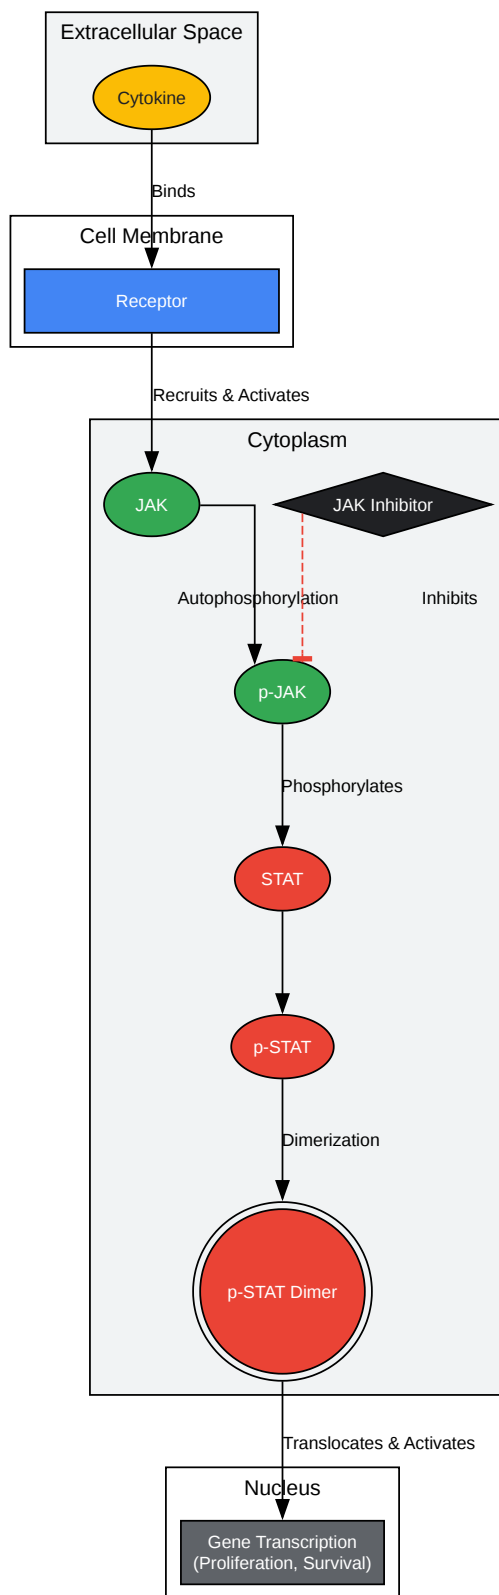 Extracellular Space
Cytokine
Binds
Cell Membrane
Receptor
Recruits & Activates
Cytoplasm
JAK
JAK Inhibitor
Autophosphorylation
Inhibits
p-JAK
Phosphorylates
STAT
p-STAT
Dimerization
p-STAT Dimer
Translocates & Activates
Nucleus
Gene Transcription
(Proliferation, Survival)